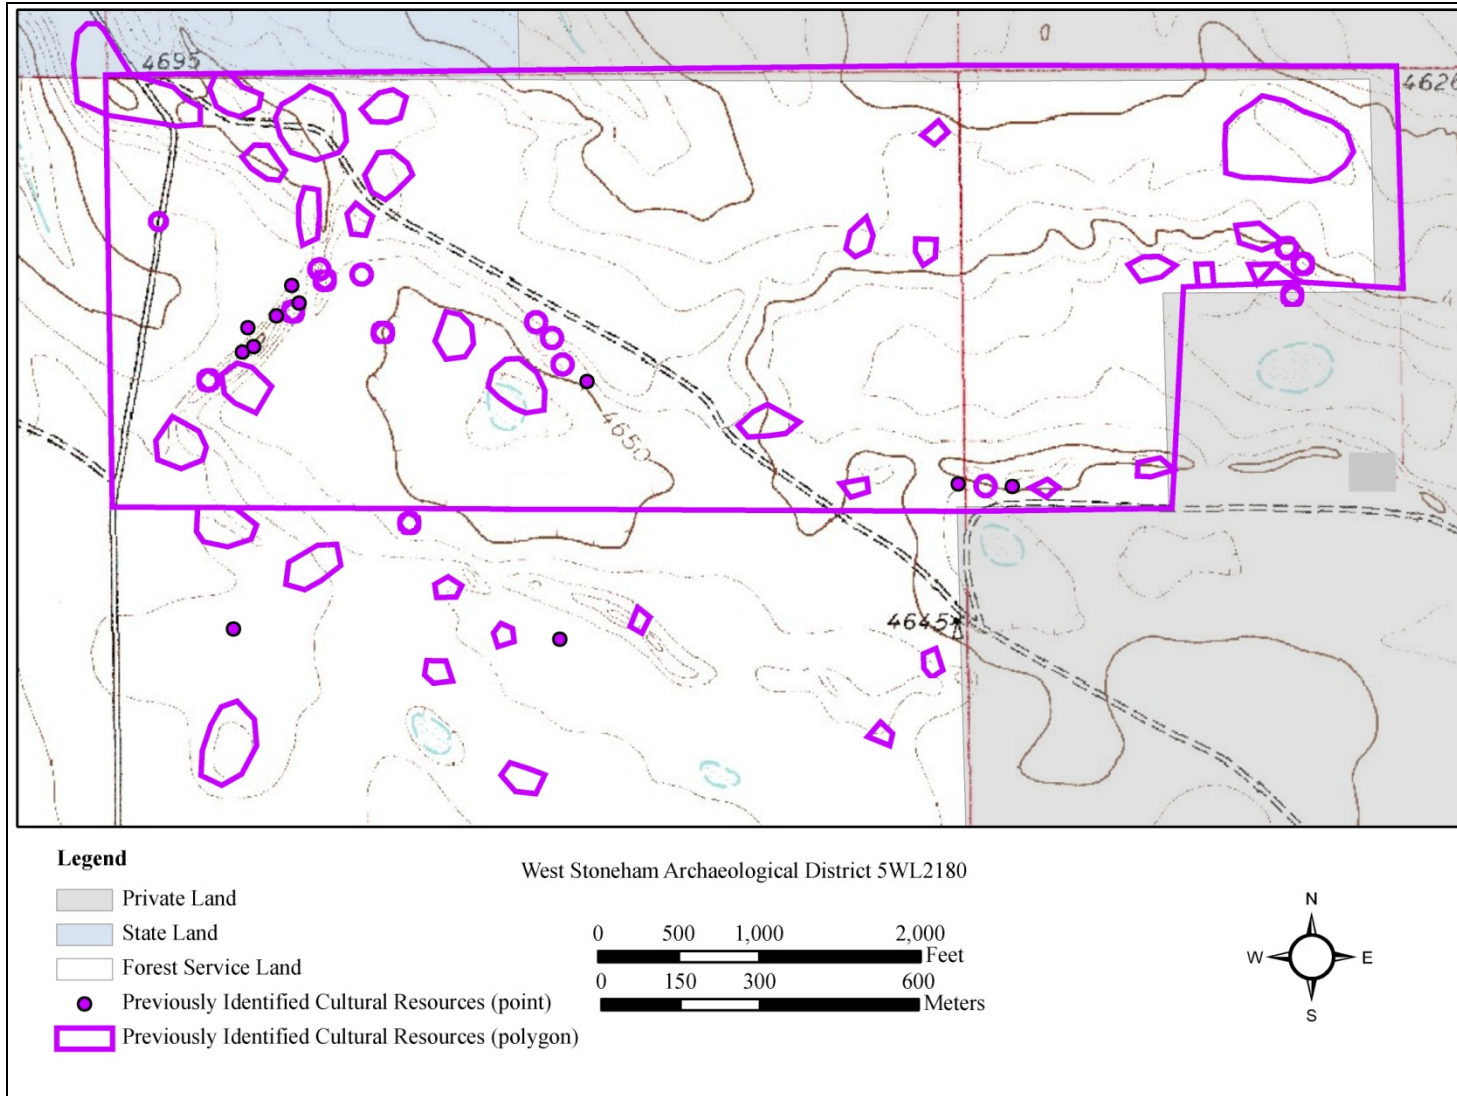 4695
4626
4650
4645
Legend
Private Land
State Land
Forest Service Land
Previously Identified Cultural Resources (point)
Previously Identified Cultural Resources (polygon)
West Stoneham Archaeological District 5WL2180
0 500 1,000 2,000
Feet
0 150 300 600
Meters
N
W E
S